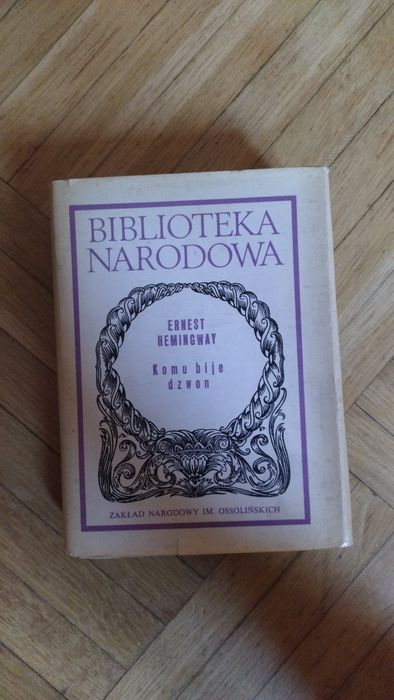 BIBLIOTEKA
NARODOWA
ERNEST
HEMINGWAY
Komu bije
dzwon
ZAKŁAD NARODOWY IM. OSSOLIŃSKICH